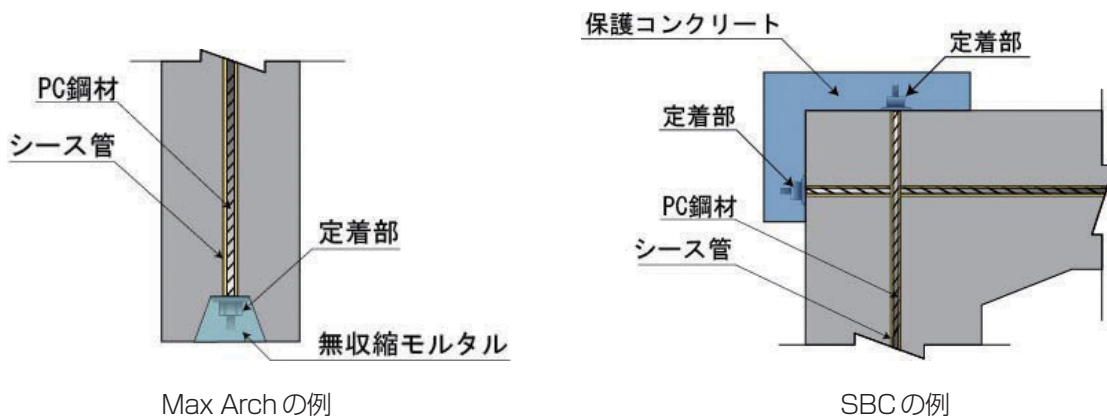 PC鋼材
シース管
定着部
無収縮モルタル
Max Archの例
保護コンクリート
定着部
定着部
PC鋼材
シース管
SBCの例